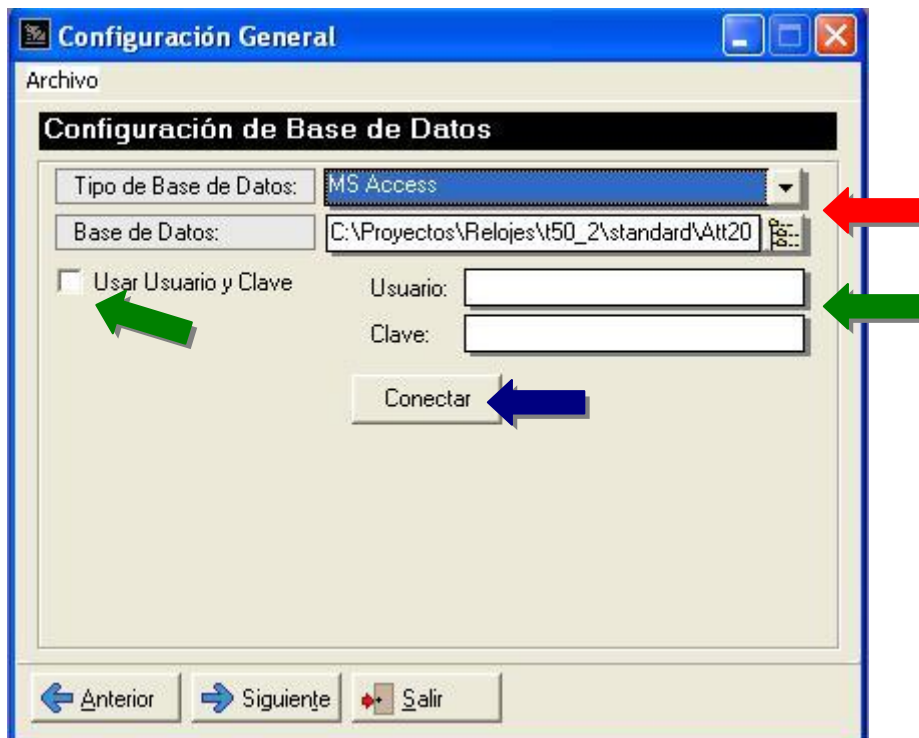 Configuración General
Archivo
Configuración de Base de Datos
Tipo de Base de Datos: MS Access
Base de Datos: C:\Proyectos\Relojes\t50_2\standard\Att20
Usar Usuario y Clave Usuario:
Clave:
Conectar
Anterior Siguiente Salir